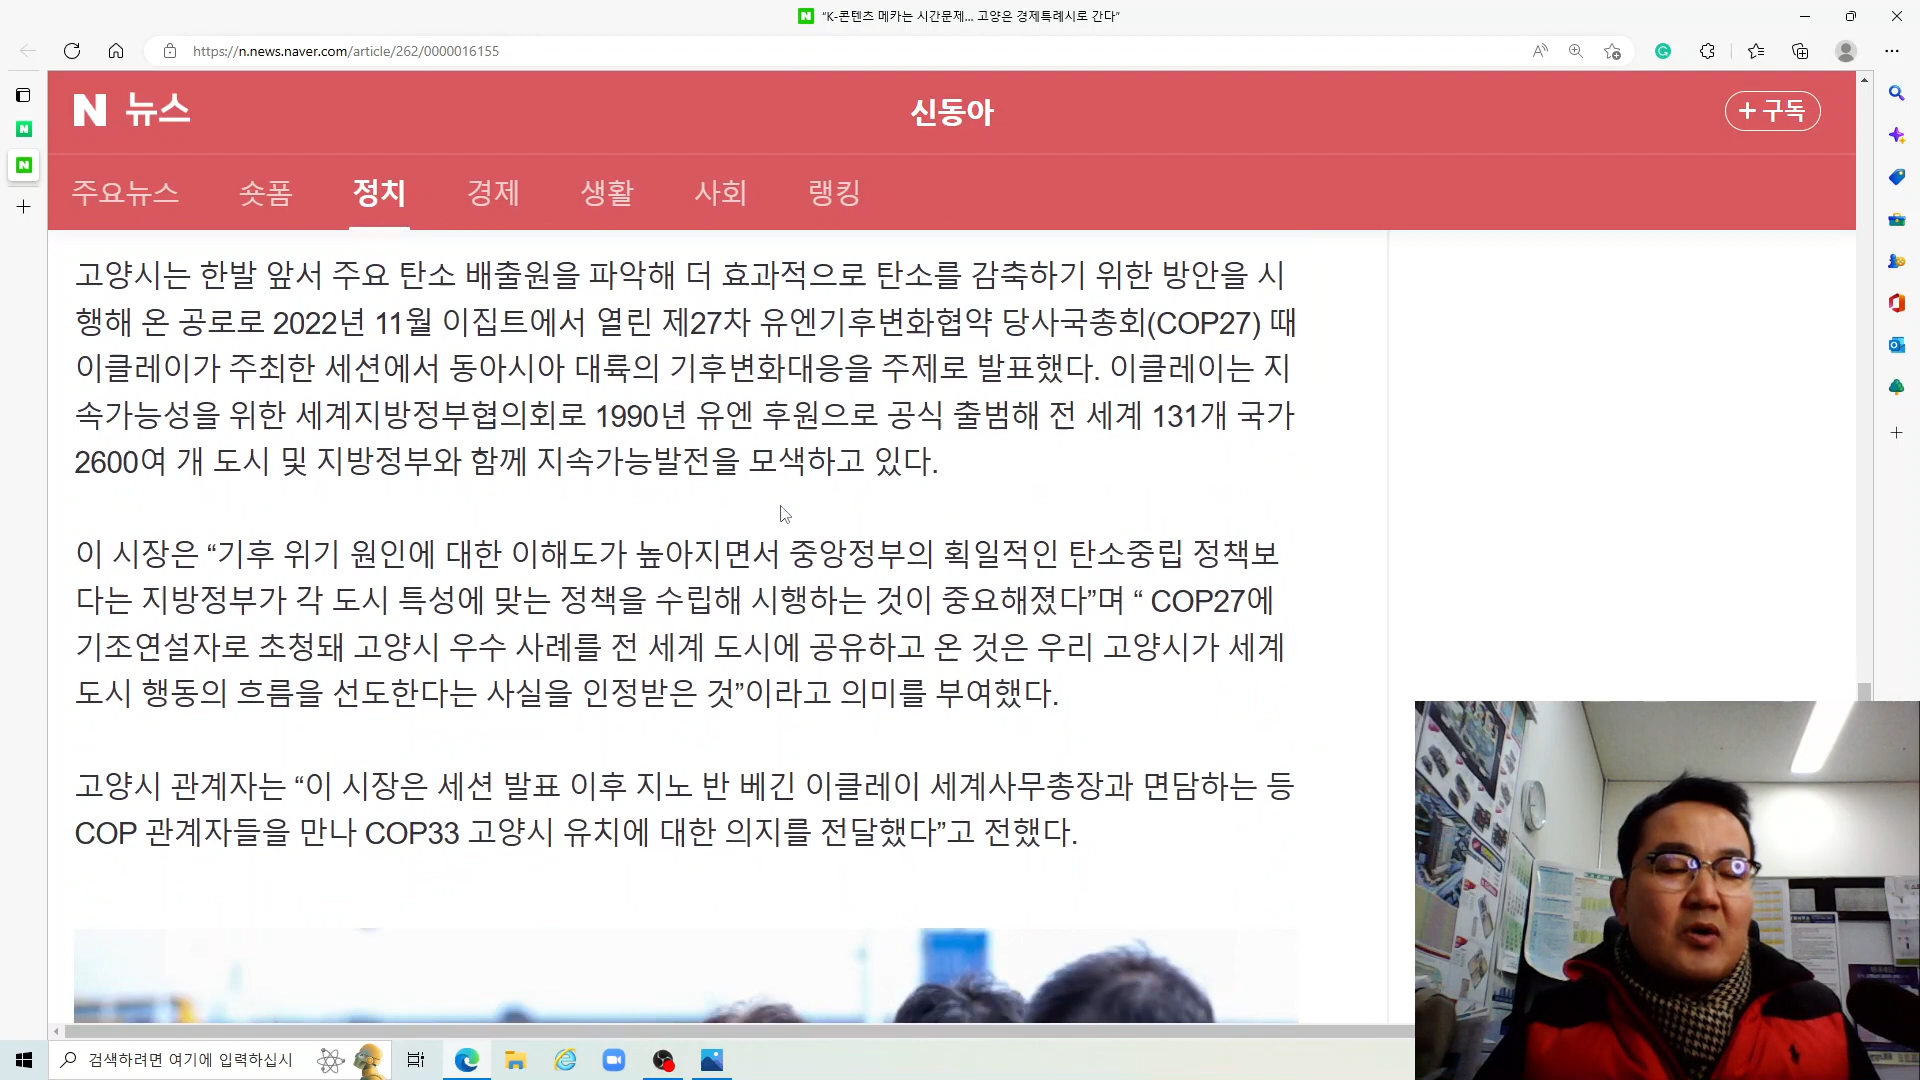 “K-콘텐츠 메카는 시간문제... 고양은 경제특례시로 간다”
https://n.news.naver.com/article/262/0000016155
N 뉴스
신동아
+ 구독
주요뉴스 숏폼 정치 경제 생활 사회 랭킹
고양시는 한발 앞서 주요 탄소 배출원을 파악해 더 효과적으로 탄소를 감축하기 위한 방안을 시
행해 온 공로로 2022년 11월 이집트에서 열린 제27차 유엔기후변화협약 당사국총회(COP27) 때
이클레이가 주최한 세션에서 동아시아 대륙의 기후변화대응을 주제로 발표했다. 이클레이는 지
속가능성을 위한 세계지방정부협의회로 1990년 유엔 후원으로 공식 출범해 전 세계 131개 국가
2600여 개 도시 및 지방정부와 함께 지속가능발전을 모색하고 있다.
이 시장은 “기후 위기 원인에 대한 이해도가 높아지면서 중앙정부의 획일적인 탄소중립 정책보
다는 지방정부가 각 도시 특성에 맞는 정책을 수립해 시행하는 것이 중요해졌다”며 “ COP27에
기조연설자로 초청돼 고양시 우수 사례를 전 세계 도시에 공유하고 온 것은 우리 고양시가 세계
도시 행동의 흐름을 선도한다는 사실을 인정받은 것”이라고 의미를 부여했다.
고양시 관계자는 “이 시장은 세션 발표 이후 지노 반 베긴 이클레이 세계사무총장과 면담하는 등
COP 관계자들을 만나 COP33 고양시 유치에 대한 의지를 전달했다”고 전했다.
검색하려면 여기에 입력하십시